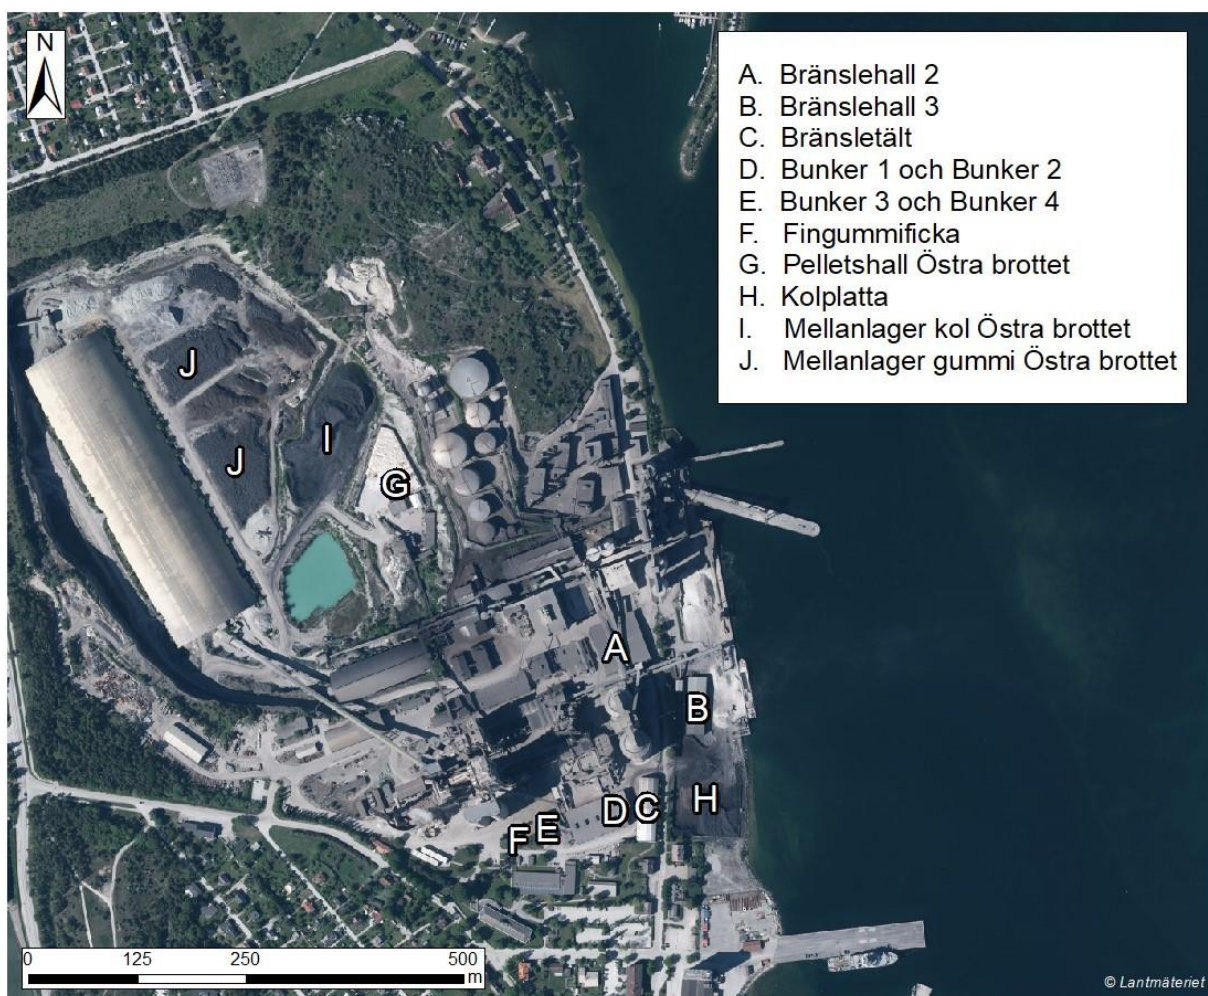 N
A. Bränslehall 2
B. Bränslehall 3
C. Bränsletält
D. Bunker 1 och Bunker 2
E. Bunker 3 och Bunker 4
F. Fingummificka
G. Pelletshall Östra brottet
H. Kolplatta
I. Mellanlager kol Östra brottet
J. Mellanlager gummi Östra brottet
J
I
J
G
A
B
H
D C
F E
0 125 250 500
m
© Lantmäteriet